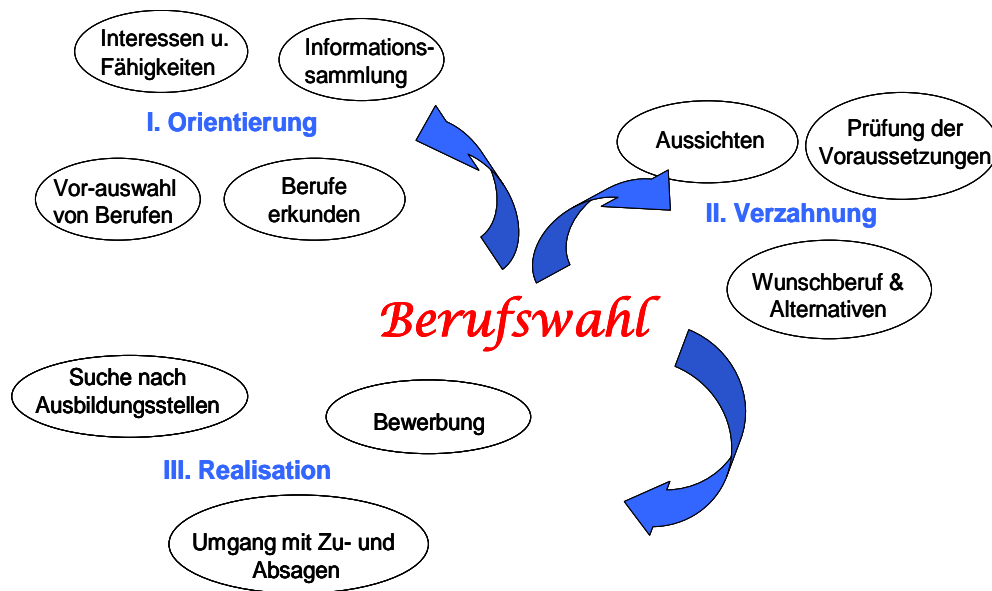 Interessen u.
Fähigkeiten
Informations-
sammlung
I. Orientierung
Vor-auswahl
von Berufen
Berufe
erkunden
Aussichten
Prüfung der
Voraussetzungen
II. Verzahnung
Wunschberuf &
Alternativen
Berufswahl
Suche nach
Ausbildungsstellen
Bewerbung
III. Realisation
Umgang mit Zu- und
Absagen